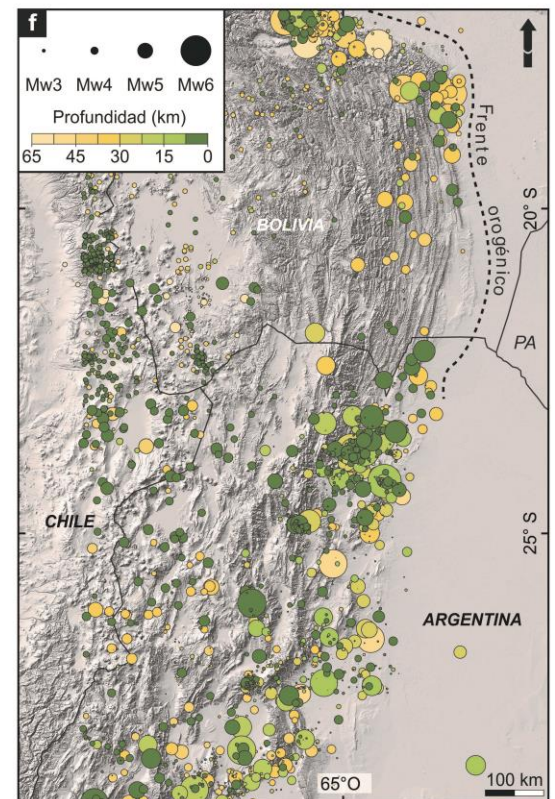 f
Mw3 Mw4 Mw5 Mw6
Profundidad (km)
65 45 30 15 0
Frente
orogénico
20°S
BOLIVIA
PA
CHILE
25°S
ARGENTINA
65°O
100 km